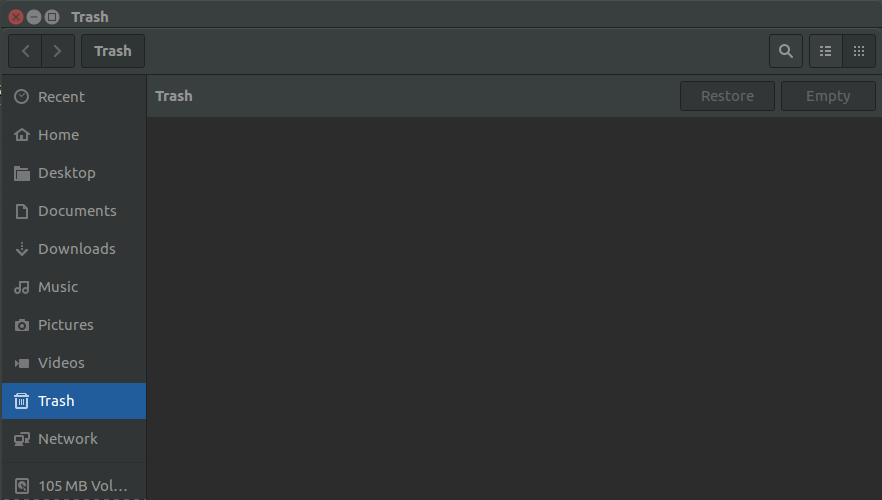 Trash
Trash
Recent
Trash
Restore
Empty
Home
Desktop
Documents
Downloads
Music
Pictures
Videos
Trash
Network
105 MB Vol...